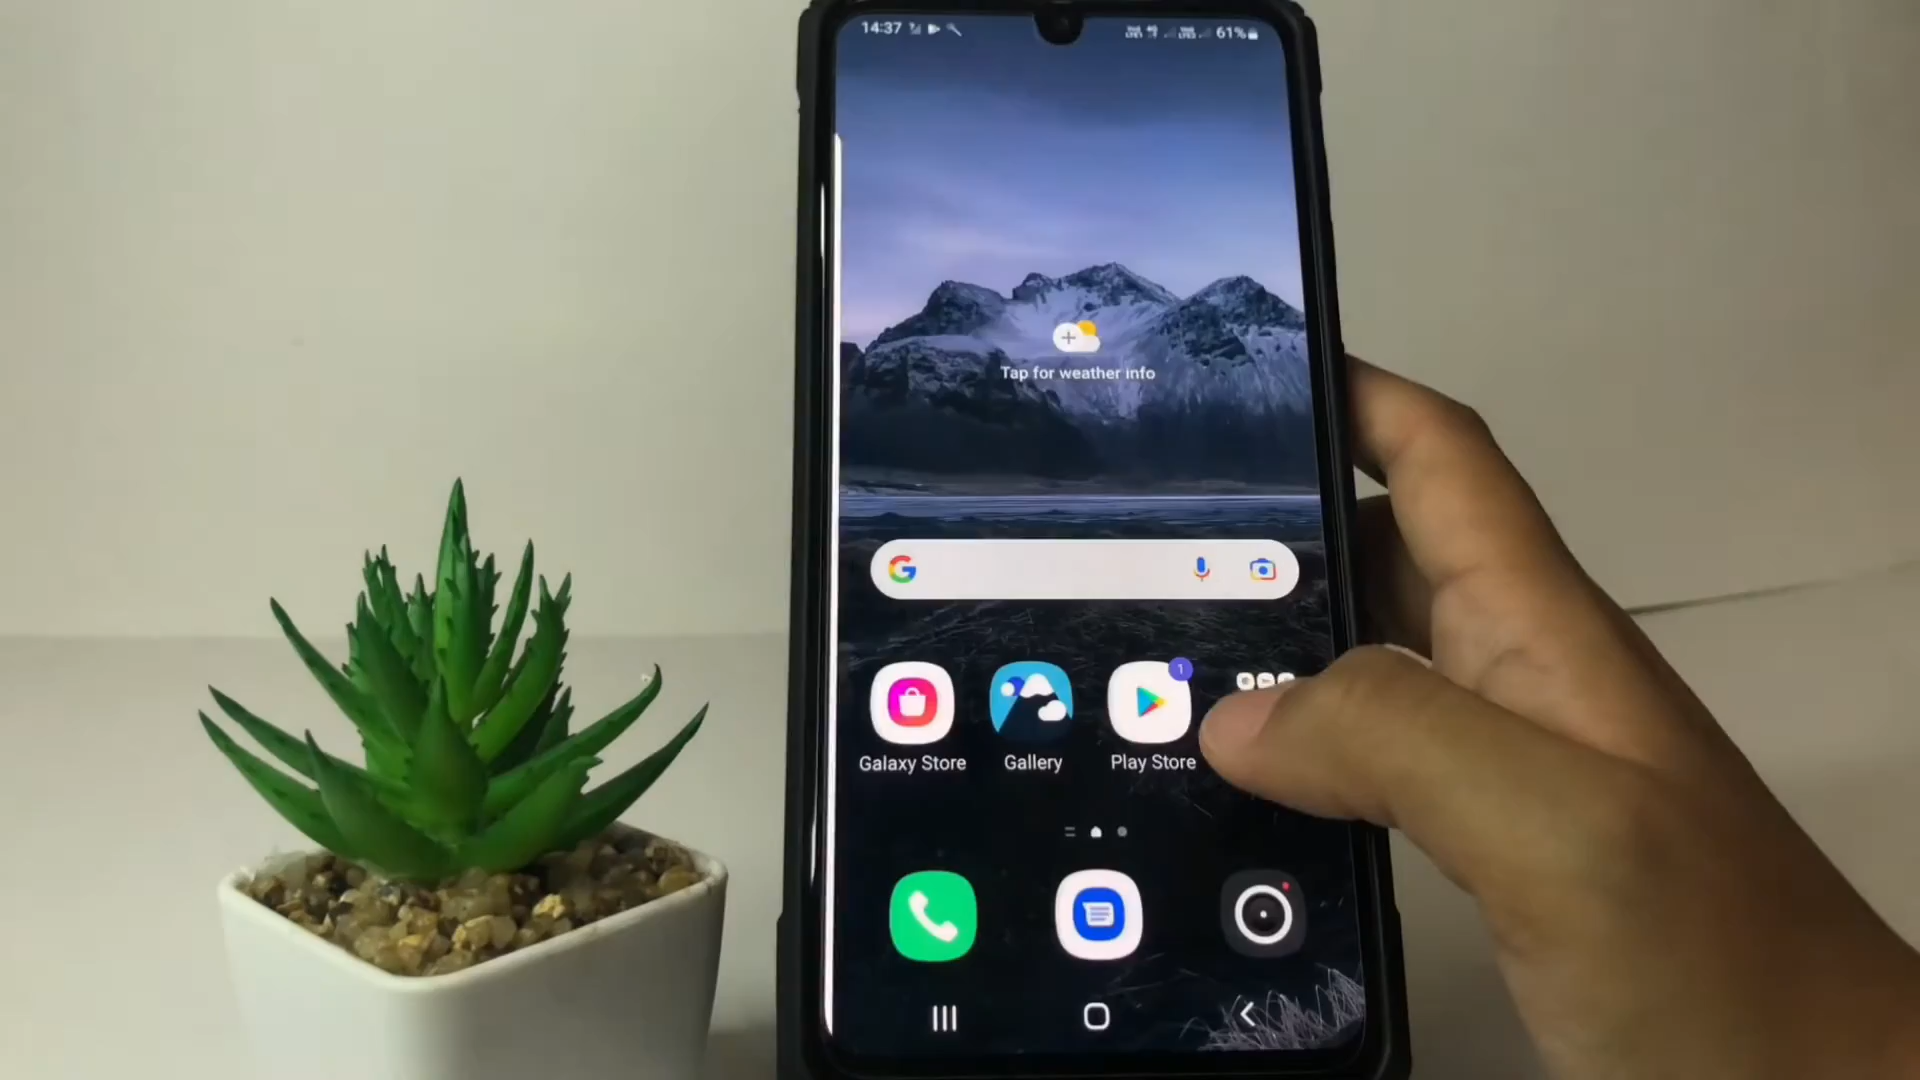 14:37
61%
Tap for weather info
G
1
Galaxy Store
Gallery
Play Store